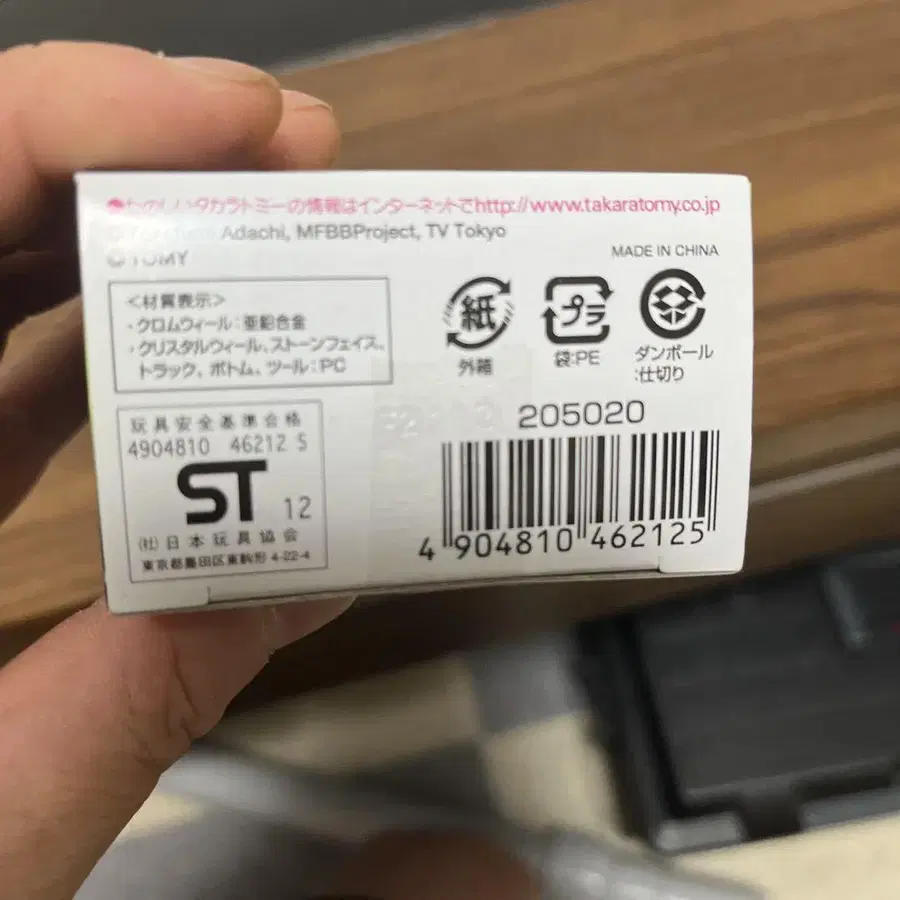 ●たのしいタカラトミーの情報はインターネットでhttp://www.takaratomy.co.jp
© Adachi, MFBBProject, TV Tokyo
© TOMY
MADE IN CHINA
<材質表示>
・クロムウィール:亜鉛合金
・クリスタルウィール、ストーンフェイス、
トラック、ボトム、ツール:PC
紙
外箱
プラ
袋:PE
ダンボール
:仕切り
玩具安全基準合格
4904810 46212 5
ST 12
(社)日本玩具協会
東京都墨田区東駒形 4-22-4
205020
4 904810 462125